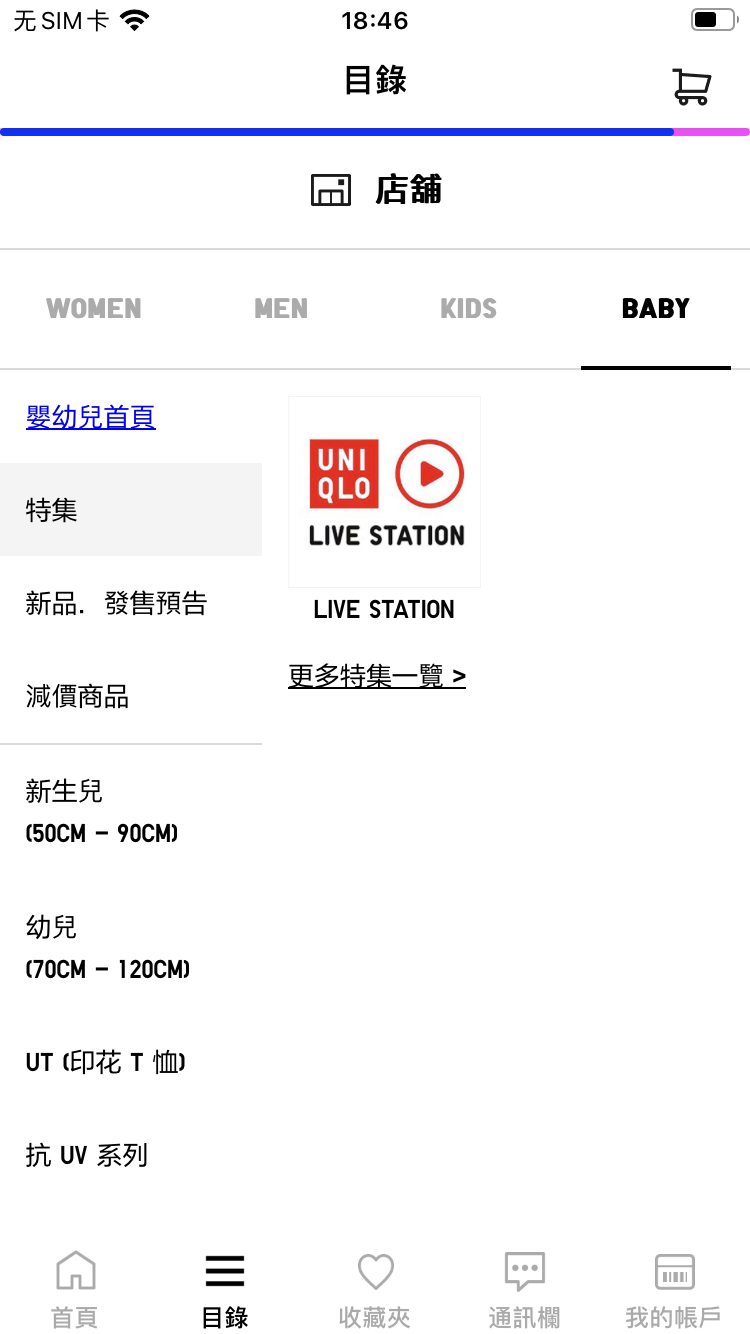 无SIM卡
18:46
目錄
店舖
WOMEN
MEN
KIDS
BABY
嬰幼兒首頁
特集
新品．發售預告
減價商品
新生兒
(50CM - 90CM)
幼兒
(70CM - 120CM)
UT (印花 T 恤)
抗 UV 系列
UNI
QLO
LIVE STATION
LIVE STATION
更多特集一覽 >
首頁
目錄
收藏夾
通訊欄
我的帳戶